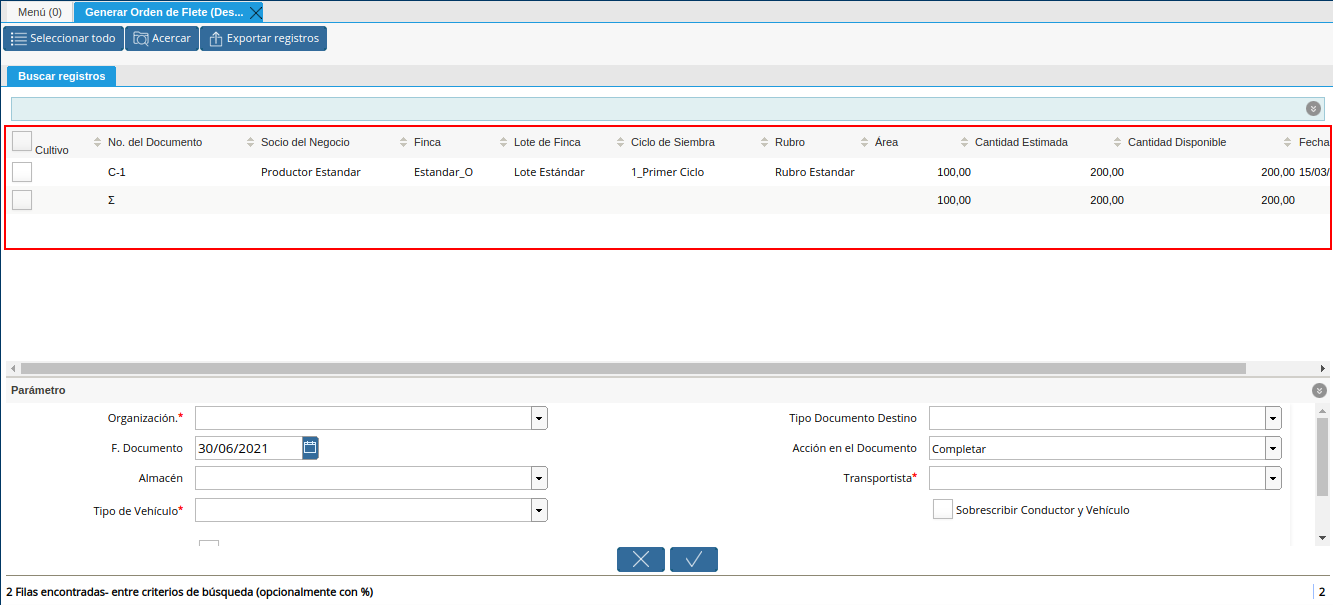 Menú (0) Generar Orden de Flete (Des...
Seleccionar todo Acercar Exportar registros
Buscar registros
Cultivo No. del Documento Socio del Negocio Finca Lote de Finca Ciclo de Siembra Rubro Área Cantidad Estimada Cantidad Disponible Fecha
C-1 Productor Estandar Estandar_O Lote Estándar 1_Primer Ciclo Rubro Estandar 100,00 200,00 200,00 15/03/
Σ 100,00 200,00 200,00
Parámetro
Organización.* Tipo Documento Destino
F. Documento 30/06/2021 Acción en el Documento Completar
Almacén Transportista*
Tipo de Vehículo* Sobrescribir Conductor y Vehículo
2 Filas encontradas- entre criterios de búsqueda (opcionalmente con %) 2